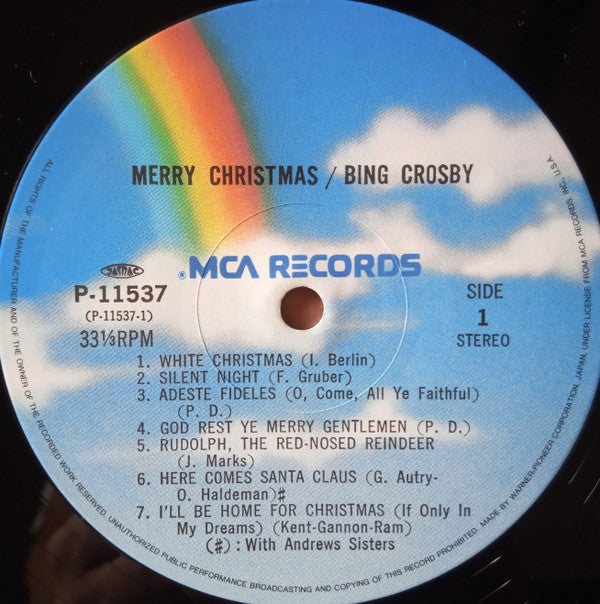 MERRY CHRISTMAS / BING CROSBY
MCA RECORDS
JASRAC
P-11537
(P-11537-1)
33⅓RPM
SIDE
1
STEREO
1. WHITE CHRISTMAS (I. Berlin)
2. SILENT NIGHT (F. Gruber)
3. ADESTE FIDELES (O, Come, All Ye Faithful)
(P. D.)
4. GOD REST YE MERRY GENTLEMEN (P. D.)
5. RUDOLPH, THE RED-NOSED REINDEER
(J. Marks)
6. HERE COMES SANTA CLAUS (G. Autry-
O. Haldeman)♯
7. I'LL BE HOME FOR CHRISTMAS (If Only In
My Dreams) (Kent-Gannon-Ram)
(♯) : With Andrews Sisters
ALL RIGHTS OF THE MANUFACTURER AND OF THE OWNER OF THE RECORDED WORK RESERVED. UNAUTHORIZED PUBLIC PERFORMANCE BROADCASTING AND COPYING OF THIS RECORD PROHIBITED. MADE BY WARNER-PIONEER CORPORATION, JAPAN, UNDER LICENSE FROM MCA RECORDS, INC., U.S.A.